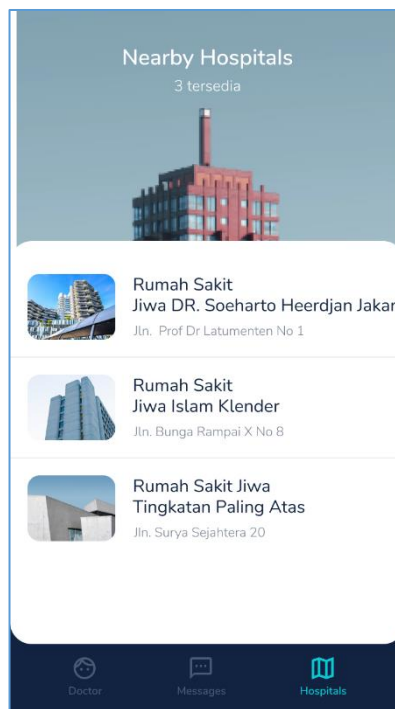 Nearby Hospitals
3 tersedia
Rumah Sakit
Jiwa DR. Soeharto Heerdjan Jakar
Jln. Prof Dr Latumenten No 1
Rumah Sakit
Jiwa Islam Klender
Jln. Bunga Rampai X No 8
Rumah Sakit Jiwa
Tingkatan Paling Atas
Jln. Surya Sejahtera 20
Doctor
Messages
Hospitals